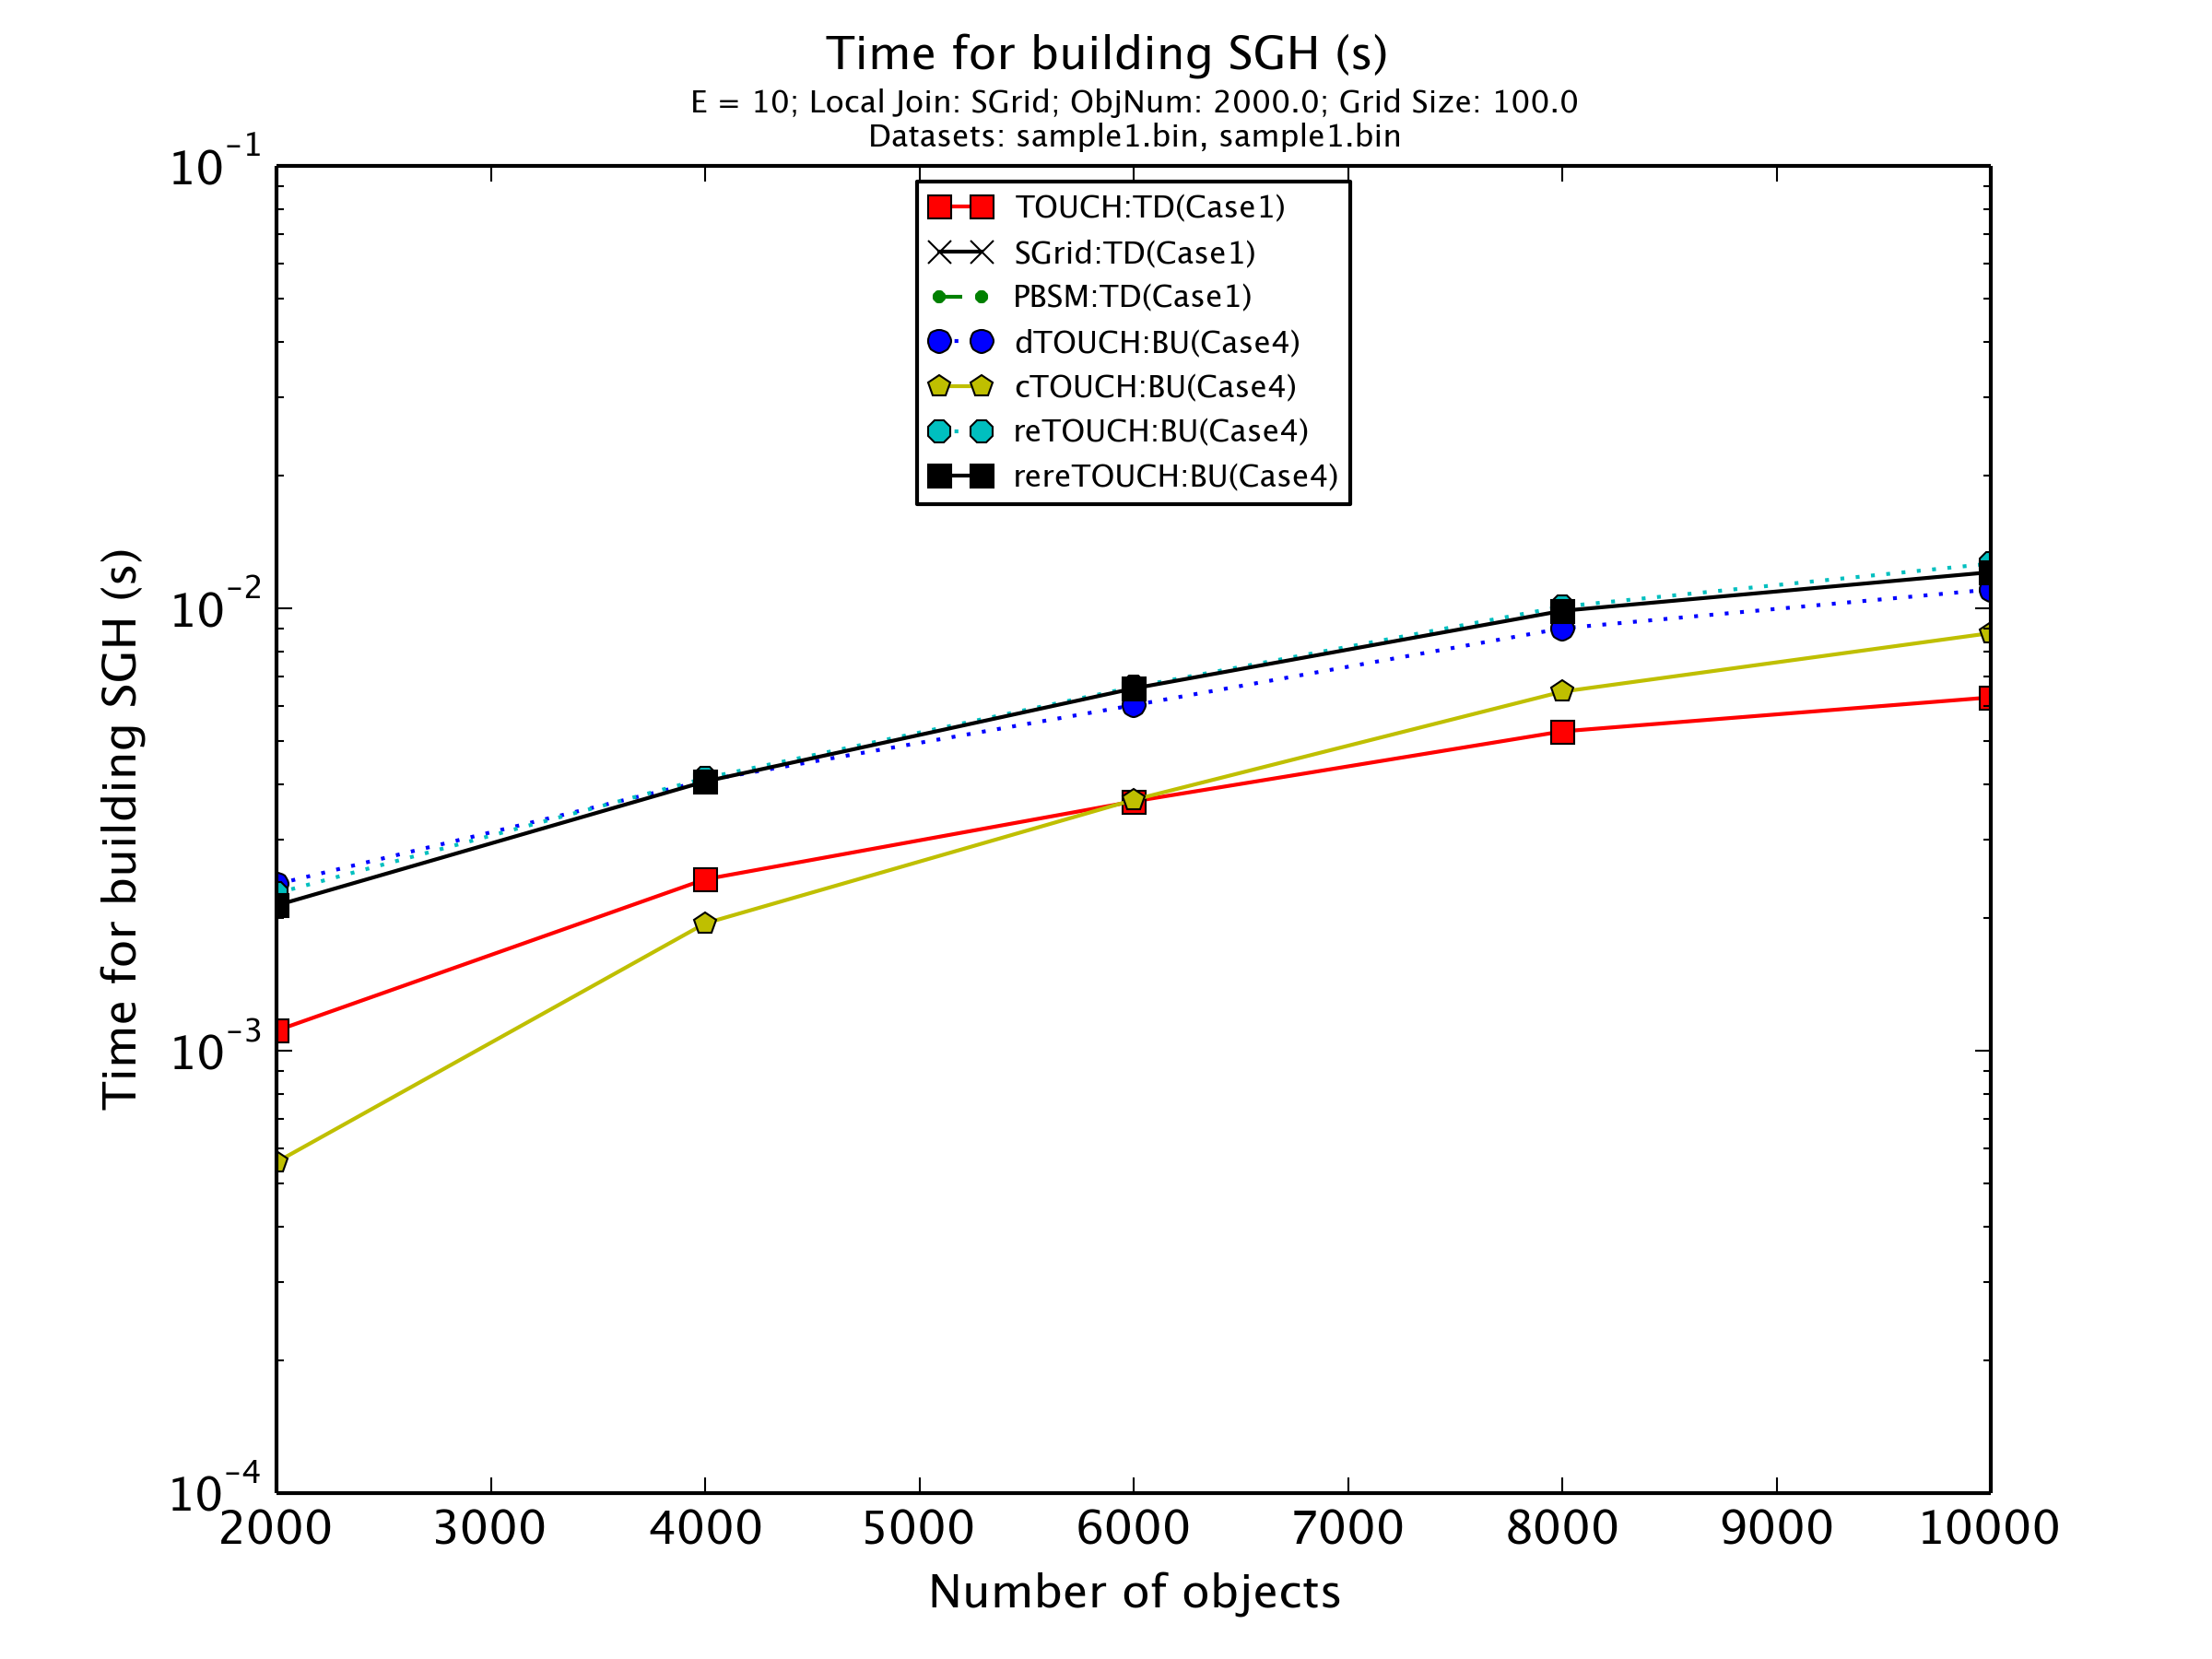 Time for building SGH (s)
E = 10; Local Join: SGrid; ObjNum: 2000.0; Grid Size: 100.0
Datasets: sample1.bin, sample1.bin
TOUCH:TD(Case1)
SGrid:TD(Case1)
PBSM:TD(Case1)
dTOUCH:BU(Case4)
cTOUCH:BU(Case4)
reTOUCH:BU(Case4)
rereTOUCH:BU(Case4)
Time for building SGH (s)
10⁻¹
10⁻²
10⁻³
10⁻⁴
2000 3000 4000 5000 6000 7000 8000 9000 10000
Number of objects